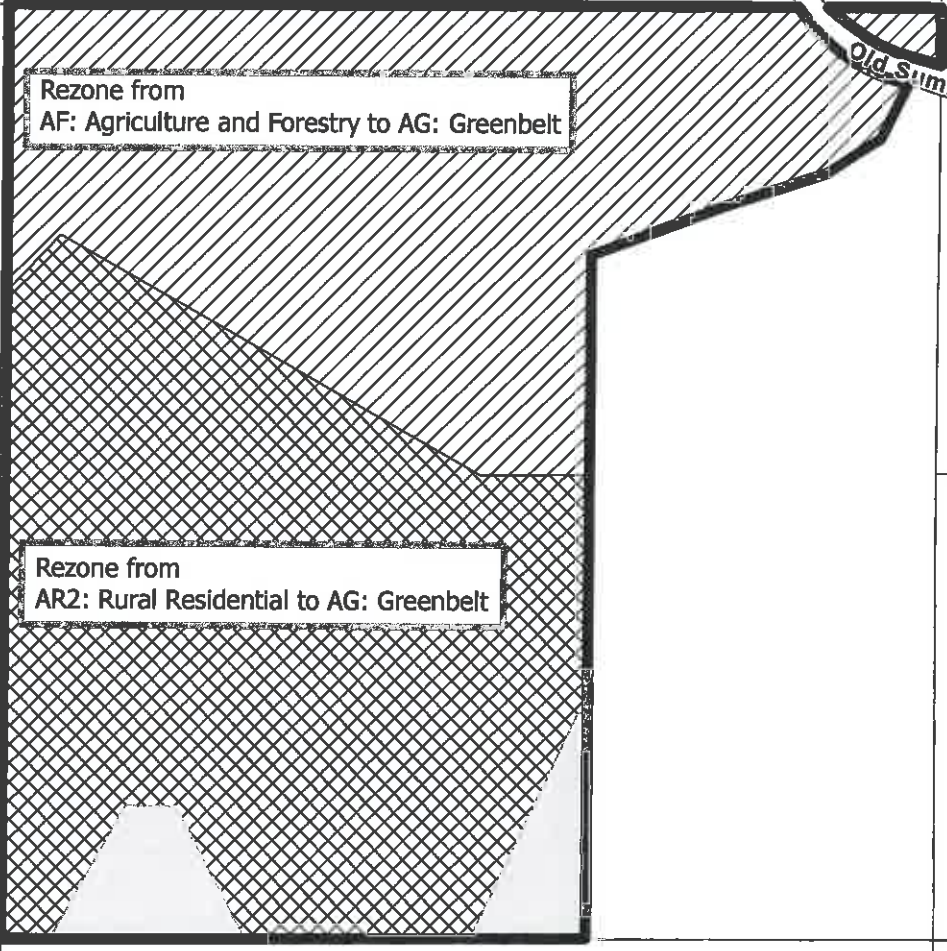 Old Sum
Rezone from
AF: Agriculture and Forestry to AG: Greenbelt
Rezone from
AR2: Rural Residential to AG: Greenbelt